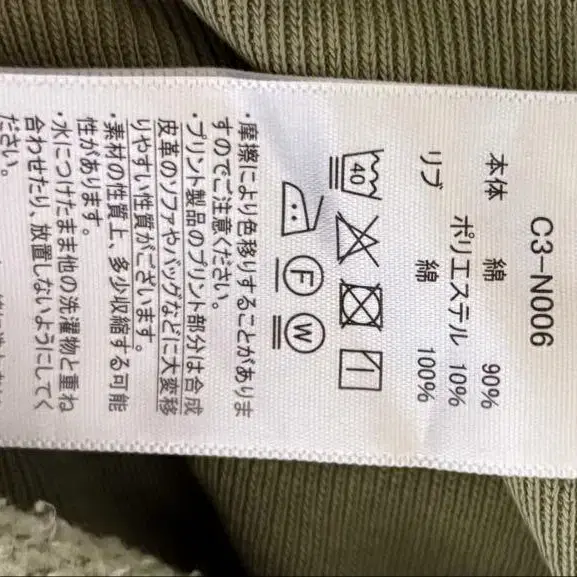 C3-N006
本体 綿 90%
ポリエステル 10%
リブ 綿 100%
40
F W
・摩擦により色移りすることがありま
すのでご注意ください。
・プリント製品のプリント部分は合成
皮革のソファやバッグなどに大変移
りやすい性質がございます。
・素材の性質上、多少収縮する可能
性があります。
・水につけたまま他の洗濯物と重ね
合わせたり、放置しないようにしてく
ださい。